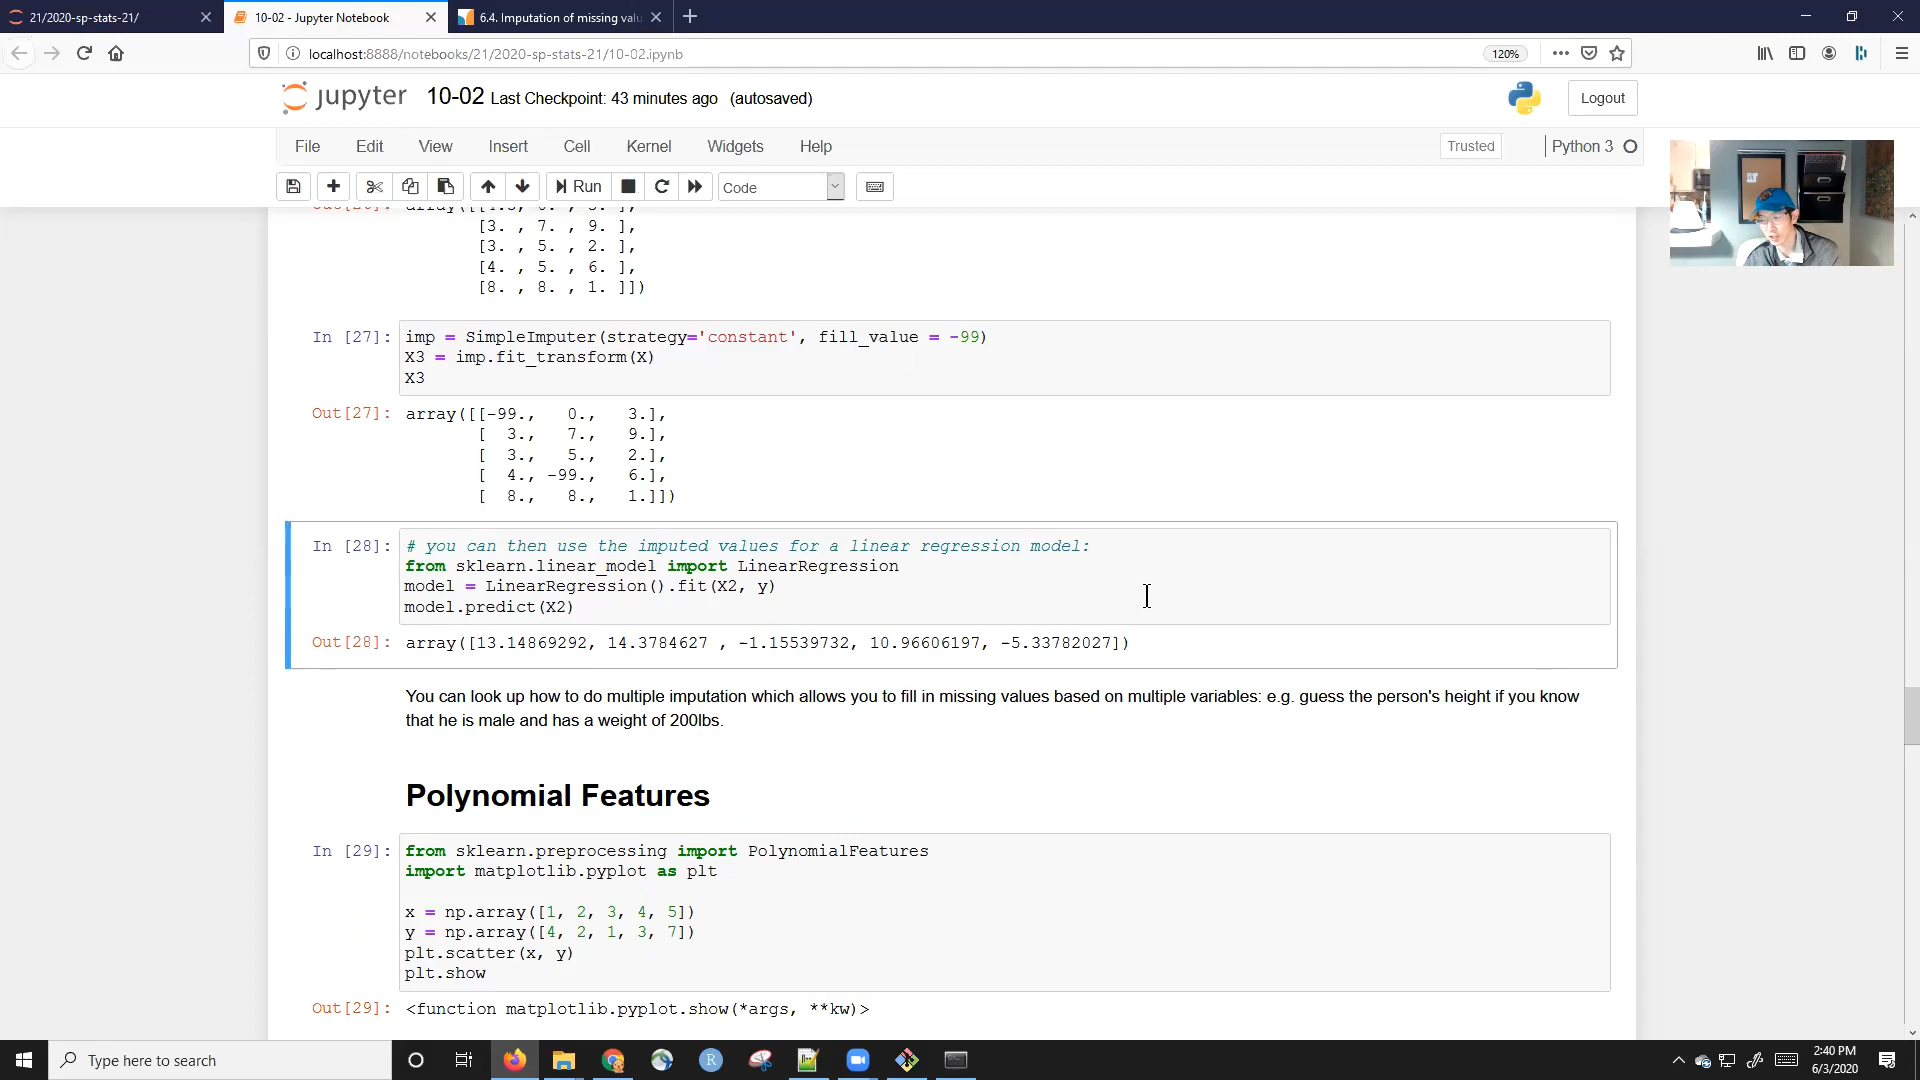 21/2020-sp-stats-21/
10-02 - Jupyter Notebook
6.4. Imputation of missing valu
localhost:8888/notebooks/21/2020-sp-stats-21/10-02.ipynb
120%
jupyter 10-02 Last Checkpoint: 43 minutes ago (autosaved)
Logout
File Edit View Insert Cell Kernel Widgets Help
Trusted
Python 3
Run
Code
[3. , 7. , 9. ],
[3. , 5. , 2. ],
[4. , 5. , 6. ],
[8. , 8. , 1. ]])
In [27]: imp = SimpleImputer(strategy='constant', fill_value = -99)
X3 = imp.fit_transform(X)
X3
Out[27]: array([[-99., 0., 3.],
[ 3., 7., 9.],
[ 3., 5., 2.],
[ 4., -99., 6.],
[ 8., 8., 1.]])
In [28]: # you can then use the imputed values for a linear regression model:
from sklearn.linear_model import LinearRegression
model = LinearRegression().fit(X2, y)
model.predict(X2)
Out[28]: array([13.14869292, 14.3784627 , -1.15539732, 10.96606197, -5.33782027])
You can look up how to do multiple imputation which allows you to fill in missing values based on multiple variables: e.g. guess the person's height if you know
that he is male and has a weight of 200lbs.
Polynomial Features
In [29]: from sklearn.preprocessing import PolynomialFeatures
import matplotlib.pyplot as plt
x = np.array([1, 2, 3, 4, 5])
y = np.array([4, 2, 1, 3, 7])
plt.scatter(x, y)
plt.show
Out[29]: <function matplotlib.pyplot.show(*args, **kw)>
Type here to search
2:40 PM
6/3/2020